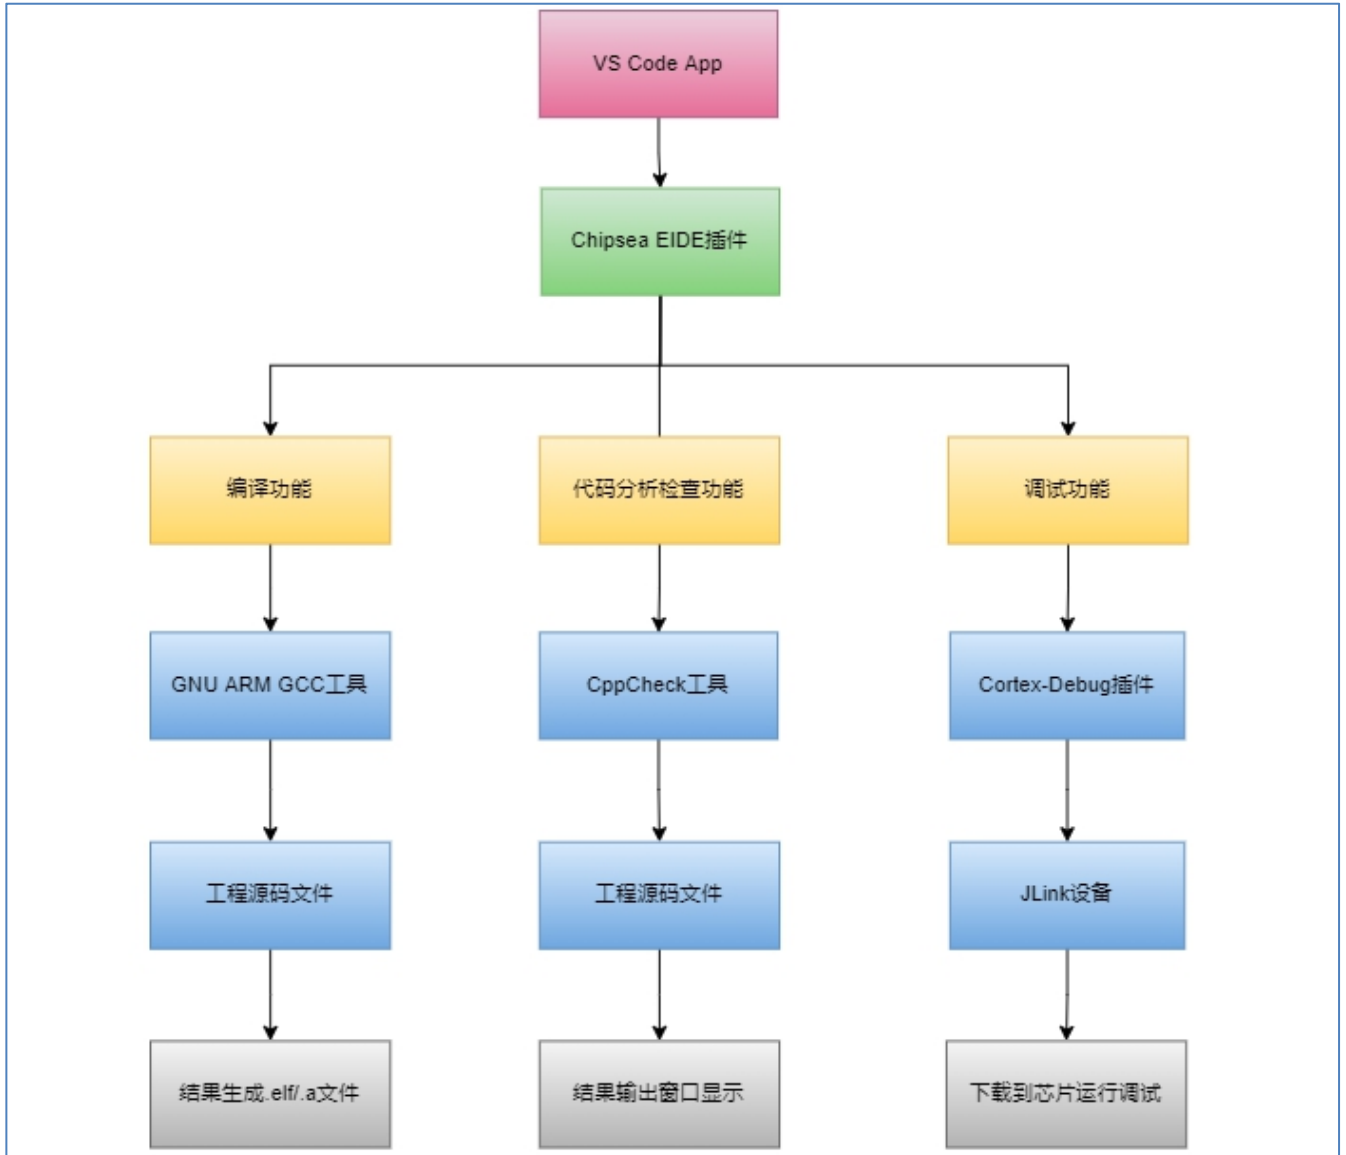 VS Code App
Chipsea EIDE插件
编译功能
代码分析检查功能
调试功能
GNU ARM GCC工具
CppCheck工具
Cortex-Debug插件
工程源码文件
工程源码文件
JLink设备
结果生成.elf/.a文件
结果输出窗口显示
下载到芯片运行调试